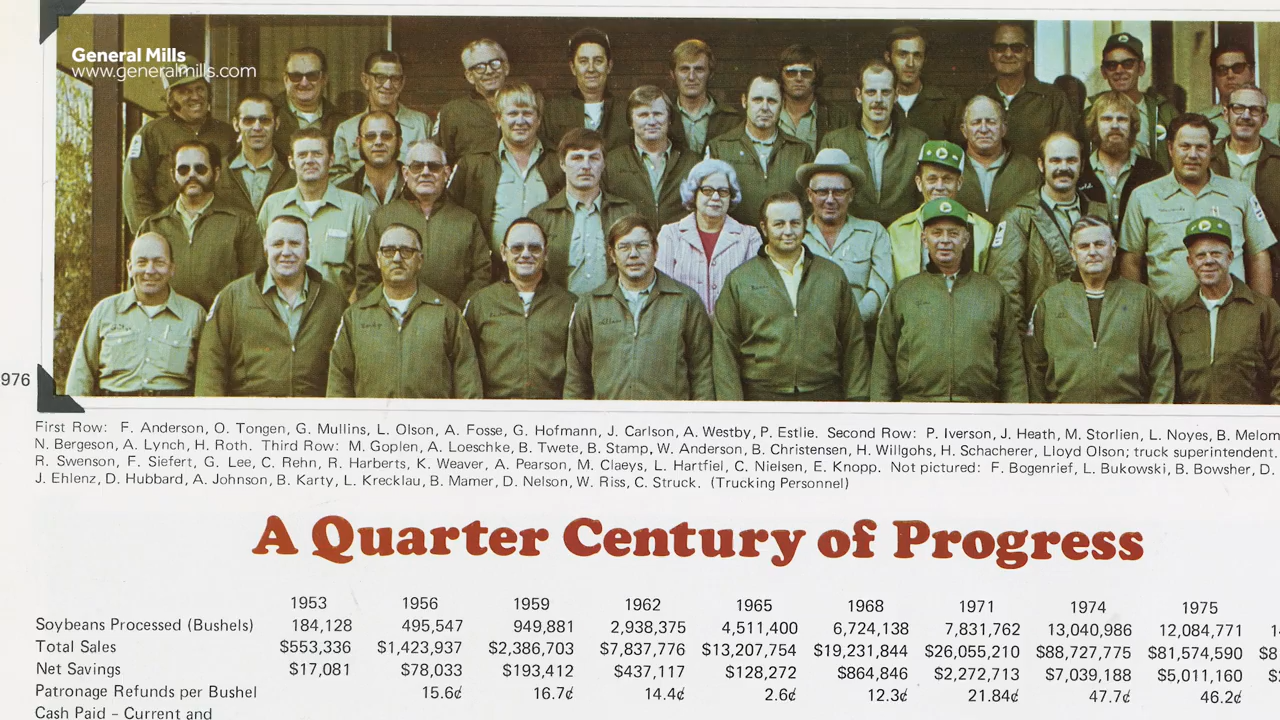 General Mills
www.generalmills.com
976
First Row: F. Anderson, O. Tongen, G. Mullins, L. Olson, A. Fosse, G. Hofmann, J. Carlson, A. Westby, P. Estlie. Second Row: P. Iverson, J. Heath, M. Storlien, L. Noyes, B. Melom
N. Bergeson, A. Lynch, H. Roth. Third Row: M. Goplen, A. Loeschke, B. Twete, B. Stamp, W. Anderson, B. Christensen, H. Willgohs, H. Schacherer, Lloyd Olson; truck superintendent.
R. Swenson, F. Siefert, G. Lee, C. Rehn, R. Harberts, K. Weaver, A. Pearson, M. Claeys, L. Hartfiel, C. Nielsen, E. Knopp. Not pictured: F. Bogenrief, L. Bukowski, B. Bowsher, D.
J. Ehlenz, D. Hubbard, A. Johnson, B. Karty, L. Krecklau, B. Mamer, D. Nelson, W. Riss, C. Struck. (Trucking Personnel)
A Quarter Century of Progress
1953 1956 1959 1962 1965 1968 1971 1974 1975
Soybeans Processed (Bushels) 184,128 495,547 949,881 2,938,375 4,511,400 6,724,138 7,831,762 13,040,986 12,084,771 1
Total Sales $553,336 $1,423,937 $2,386,703 $7,837,776 $13,207,754 $19,231,844 $26,055,210 $88,727,775 $81,574,590 $8
Net Savings $17,081 $78,033 $193,412 $437,117 $128,272 $864,846 $2,272,713 $7,039,188 $5,011,160 $
Patronage Refunds per Bushel 15.6¢ 16.7¢ 14.4¢ 2.6¢ 12.3¢ 21.84¢ 47.7¢ 46.2¢
Cash Paid – Current and